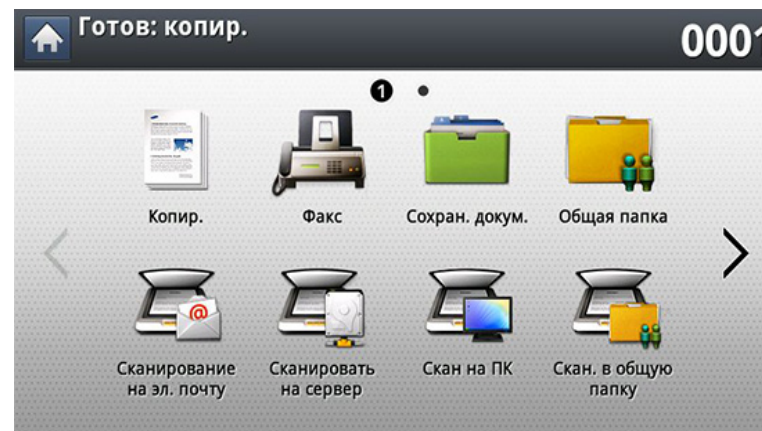 Готов: копир.
0001
1
Копир.
Факс
Сохран. докум.
Общая папка
Сканирование
на эл. почту
Сканировать
на сервер
Скан на ПК
Скан. в общую
папку